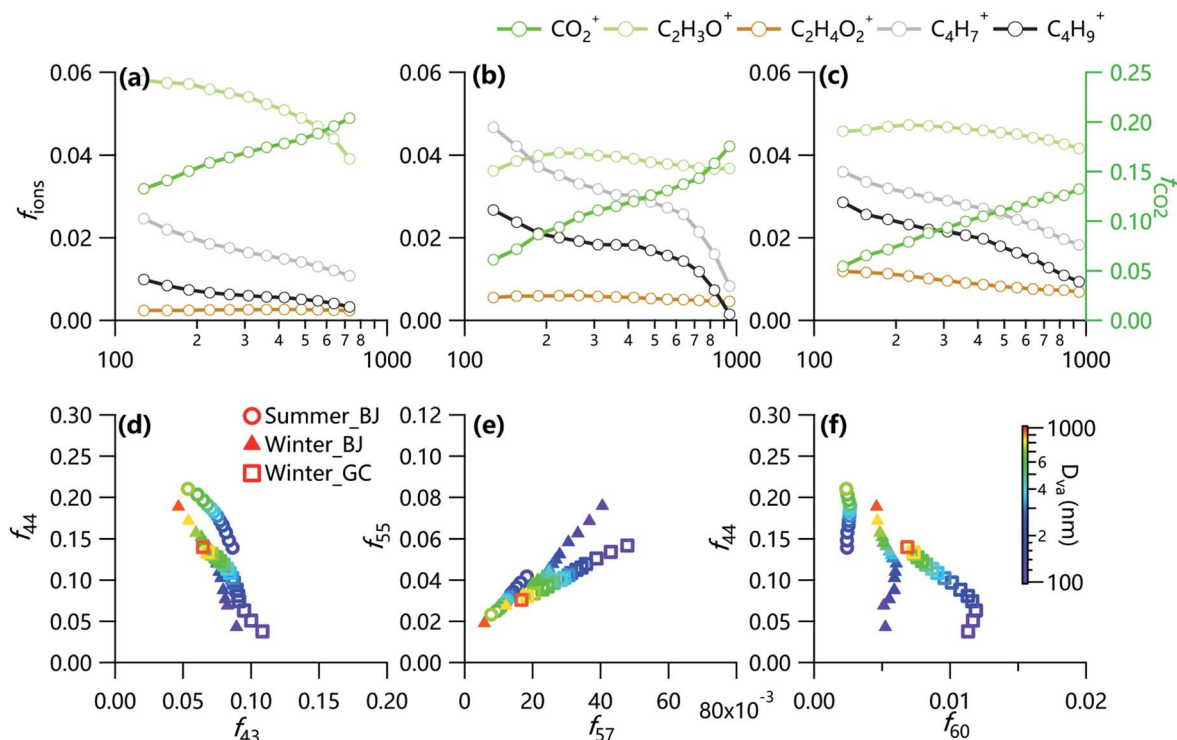 CO₂⁺ C₂H₃O⁺ C₂H₄O₂⁺ C₄H₇⁺ C₄H₉⁺
(a) (b) (c)
0.06 0.06 0.06 0.25
0.20
0.04 0.04 0.04
0.15
f_ions f_CO2
0.10
0.02 0.02 0.02
0.05
0.00 0.00 0.00 0.00
2 3 4 5 6 7 8 2 3 4 5 6 7 8 2 3 4 5 6 7 8
100 100 1000 100 1000
(d) (e) (f)
Summer_BJ
Winter_BJ
Winter_GC
0.30 0.12 0.30
0.25 0.10 0.25
0.20 0.08 0.20
f₄₄ 0.15 f₅₅ 0.06 f₄₄ 0.15
0.10 0.04 0.10
0.05 0.02 0.05
0.00 0.00 0.00
1000
6
4
2
100
D_va (nm)
0.00 0.05 0.10 0.15 0.20
f₄₃
0 20 40 60 80x10⁻³
f₅₇
0.00 0.01 0.02
f₆₀